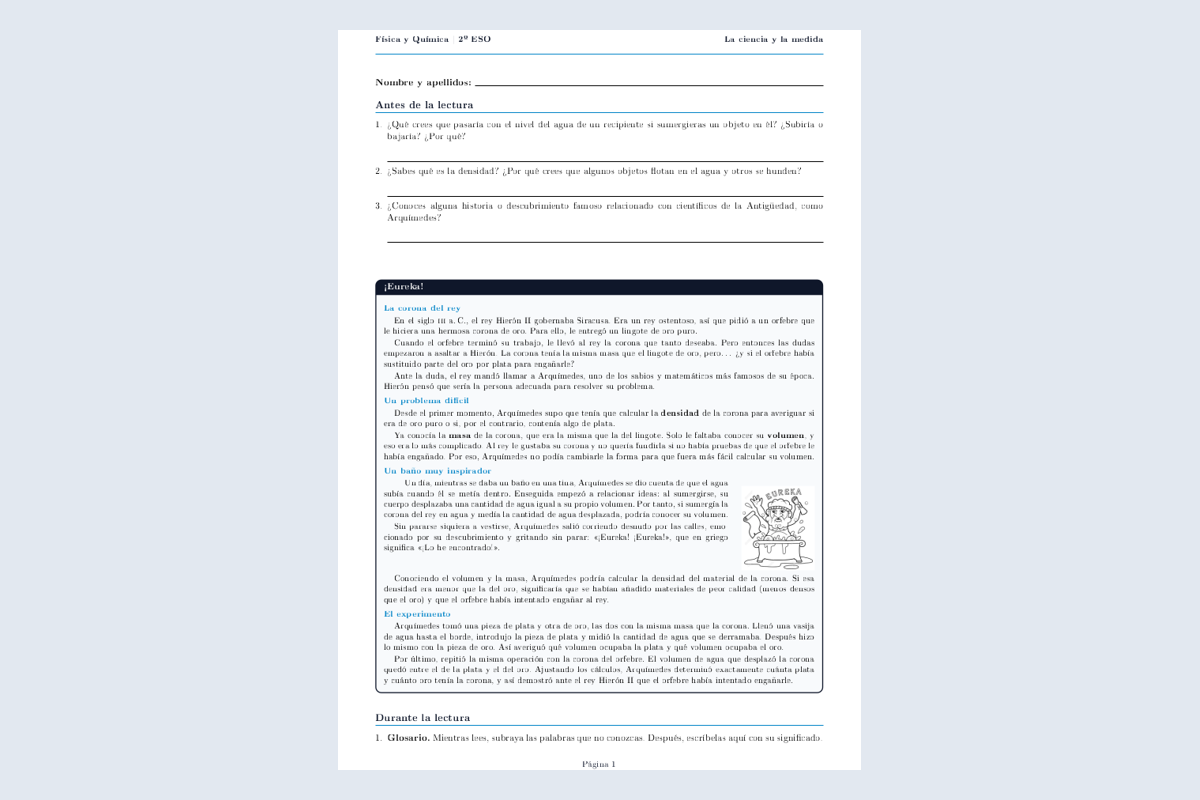 Física y Química | 2º ESO
La ciencia y la medida
Nombre y apellidos:
Antes de la lectura
1. ¿Qué crees que pasaría con el nivel del agua de un recipiente si sumergieras un objeto en él? ¿Subiría o
bajaría? ¿Por qué?
2. ¿Sabes qué es la densidad? ¿Por qué crees que algunos objetos flotan en el agua y otros se hunden?
3. ¿Conoces alguna historia o descubrimiento famoso relacionado con científicos de la Antigüedad, como
Arquímedes?
¡Eureka!
La corona del rey
En el siglo III a. C., el rey Hierón II gobernaba Siracusa. Era un rey ostentoso, así que pidió a un orfebre que
le hiciera una hermosa corona de oro. Para ello, le entregó un lingote de oro puro.
Cuando el orfebre terminó su trabajo, le llevó al rey la corona que tanto deseaba. Pero entonces las dudas
empezaron a asaltar a Hierón. La corona tenía la misma masa que el lingote de oro, pero... ¿y si el orfebre había
sustituido parte del oro por plata para engañarle?
Ante la duda, el rey mandó llamar a Arquímedes, uno de los sabios y matemáticos más famosos de su época.
Hierón pensó que sería la persona adecuada para resolver su problema.
Un problema difícil
Desde el primer momento, Arquímedes supo que tenía que calcular la densidad de la corona para averiguar si
era de oro puro o si, por el contrario, contenía algo de plata.
Ya conocía la masa de la corona, que era la misma que la del lingote. Solo le faltaba conocer su volumen, y
eso era lo más complicado. Al rey le gustaba su corona y no quería fundirla si no había pruebas de que el orfebre le
había engañado. Por eso, Arquímedes no podía cambiarle la forma para que fuera más fácil calcular su volumen.
Un baño muy inspirador
Un día, mientras se daba un baño en una tina, Arquímedes se dio cuenta de que el agua
subía cuando él se metía dentro. Enseguida empezó a relacionar ideas: al sumergirse, su
cuerpo desplazaba una cantidad de agua igual a su propio volumen. Por tanto, si sumergía la
corona del rey en agua y medía la cantidad de agua desplazada, podría conocer su volumen.
Sin pararse siquiera a vestirse, Arquímedes salió corriendo desnudo por las calles, emo-
cionado por su descubrimiento y gritando sin parar: «¡Eureka! ¡Eureka!», que en griego
significa «¡Lo he encontrado!».
EUREKA
Conociendo el volumen y la masa, Arquímedes podría calcular la densidad del material de la corona. Si esa
densidad era menor que la del oro, significaría que se habían añadido materiales de peor calidad (menos densos
que el oro) y que el orfebre había intentado engañar al rey.
El experimento
Arquímedes tomó una pieza de plata y otra de oro, las dos con la misma masa que la corona. Llenó una vasija
de agua hasta el borde, introdujo la pieza de plata y midió la cantidad de agua que se derramaba. Después hizo
lo mismo con la pieza de oro. Así averiguó qué volumen ocupaba la plata y qué volumen ocupaba el oro.
Por último, repitió la misma operación con la corona del orfebre. El volumen de agua que desplazó la corona
quedó entre el de la plata y el del oro. Ajustando los cálculos, Arquímedes determinó exactamente cuánta plata
y cuánto oro tenía la corona, y así demostró ante el rey Hierón II que el orfebre había intentado engañarle.
Durante la lectura
1. Glosario. Mientras lees, subraya las palabras que no conozcas. Después, escríbelas aquí con su significado.
Página 1